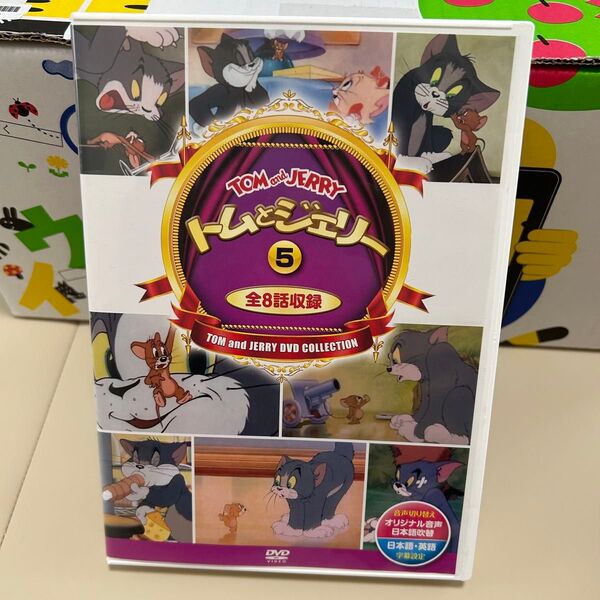 TOM and JERRY
トムとジェリー
5
全8話収録
TOM and JERRY DVD COLLECTION
音声切り替え
オリジナル音声
日本語吹替
日本語・英語
字幕設定
DVD
VIDEO